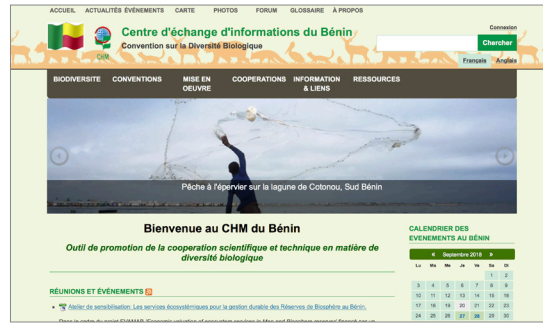 ACCUEIL ACTUALITÉS ÉVÉNEMENTS CARTE PHOTOS FORUM GLOSSAIRE À PROPOS
Connexion
Centre d'échange d'informations du Bénin
Convention sur la Diversité Biologique
Chercher
CHM
Français Anglais
BIODIVERSITE CONVENTIONS MISE EN OEUVRE COOPERATIONS INFORMATION & LIENS RESSOURCES
Pêche à l'épervier sur la lagune de Cotonou, Sud Bénin
Bienvenue au CHM du Bénin
Outil de promotion de la cooperation scientifique et technique en matière de
diversité biologique
RÉUNIONS ET ÉVÉNEMENTS
Atelier de sensibilisation: Les services écosystémiques pour la gestion durable des Réserves de Biosphère au Bénin.
CALENDRIER DES
EVENEMENTS AU BÉNIN
« Septembre 2018 »
Lu Ma Me Je Ve Sa Di
1 2
3 4 5 6 7 8 9
10 11 12 13 14 15 16
17 18 19 20 21 22 23
24 25 26 27 28 29 30